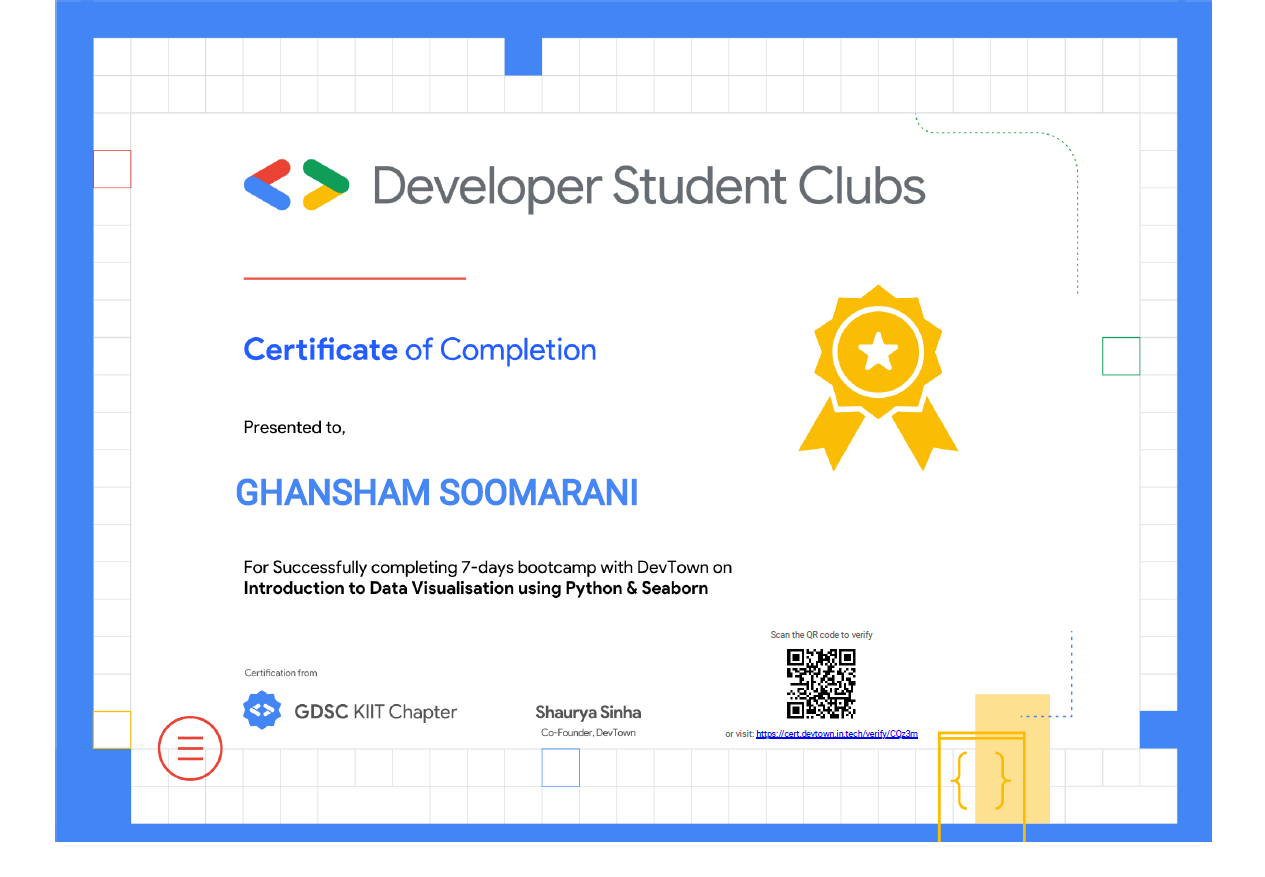 Developer Student Clubs
Certificate of Completion
Presented to,
GHANSHAM SOOMARANI
For Successfully completing 7-days bootcamp with DevTown on
Introduction to Data Visualisation using Python & Seaborn
Scan the QR code to verify
Certification from
GDSC KIIT Chapter
Shaurya Sinha
Co-Founder, DevTown
or visit: https://cert.devtown.in.tech/verify/CQz3m
{ }